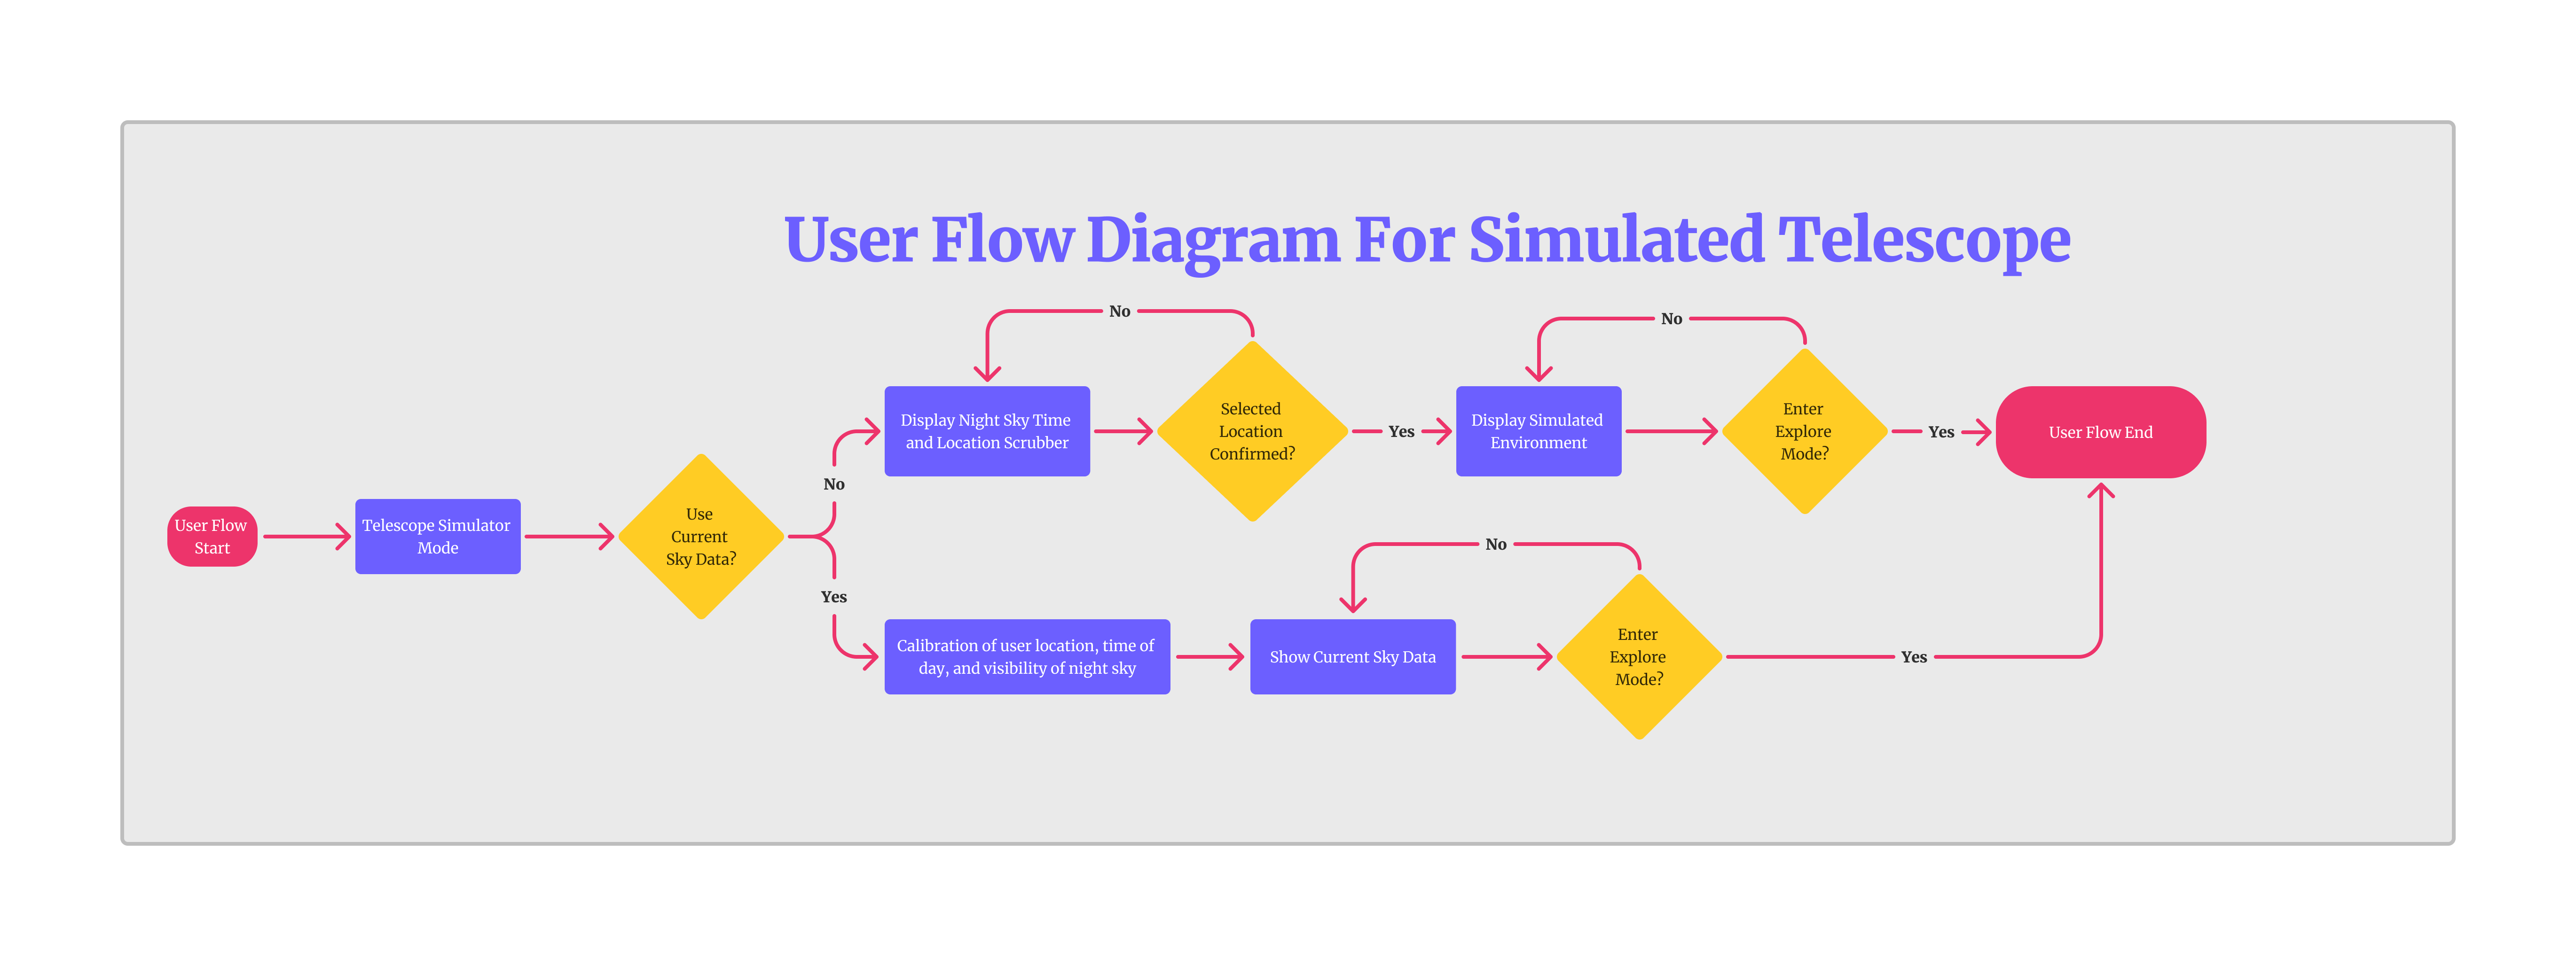 User Flow Diagram For Simulated Telescope
User Flow
Start
Telescope Simulator
Mode
Use
Current
Sky Data?
No
Display Night Sky Time
and Location Scrubber
No
Selected
Location
Confirmed?
Yes
Display Simulated
Environment
No
Enter
Explore
Mode?
Yes
User Flow End
Yes
Calibration of user location, time of
day, and visibility of night sky
Show Current Sky Data
No
Enter
Explore
Mode?
Yes